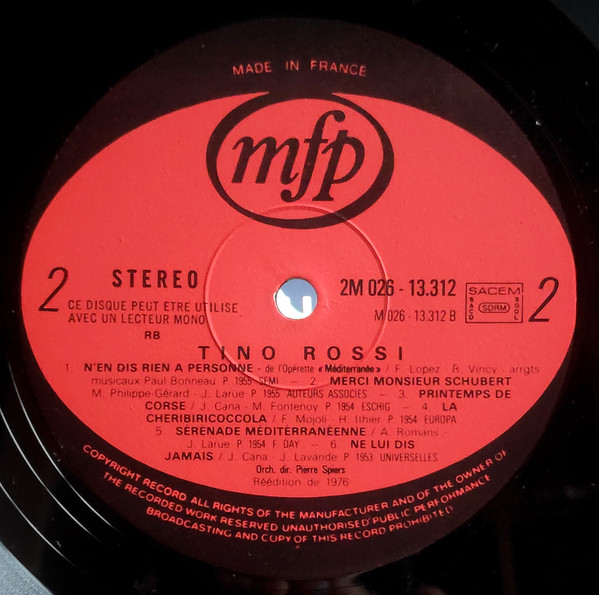 MADE IN FRANCE
mfp
2
STEREO
CE DISQUE PEUT ETRE UTILISE
AVEC UN LECTEUR MONO
RB
2M 026 - 13.312
M 026 - 13.312 B
SACEM
SACD
SDRM
SGDL
2
TINO ROSSI
1. N'EN DIS RIEN A PERSONNE - de l'Opérette «Méditerranée» / F. Lopez, R. Vincy - arrgts
musicaux Paul Bonneau P 1955 SEMI — 2. MERCI MONSIEUR SCHUBERT
M. Philippe-Gérard - J. Larue P 1955 AUTEURS ASSOCIES — 3. PRINTEMPS DE
CORSE / J. Cana - M. Fontenoy P 1954 ESCHIG — 4. LA
CHERIBIRICOCCOLA / F. Mojoli - H. Ithier P 1954 EUROPA
5. SÉRENADE MÉDITERRANÉENNE / A. Romans -
J. Larue P 1954 F DAY — 6. NE LUI DIS
JAMAIS / J. Cana - J. Lavande P 1953 UNIVERSELLES
Orch. dir. Pierre Spiers
Réédition de 1976
COPYRIGHT RECORD ALL RIGHTS OF THE MANUFACTURER AND OF THE OWNER OF
THE RECORDED WORK RESERVED UNAUTHORISED PUBLIC PERFORMANCE
BROADCASTING AND COPY OF THIS RECORD PROHIBITED